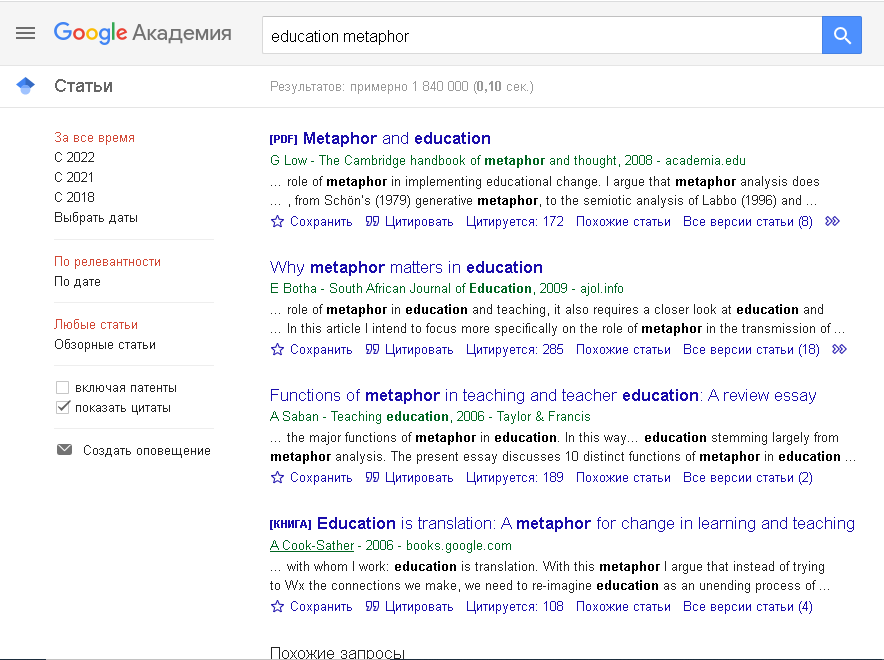 Google Академия
education metaphor
Статьи
Результатов: примерно 1 840 000 (0,10 сек.)
За все время
С 2022
С 2021
С 2018
Выбрать даты
По релевантности
По дате
Любые статьи
Обзорные статьи
включая патенты
показать цитаты
Создать оповещение
[PDF] Metaphor and education
G Low - The Cambridge handbook of metaphor and thought, 2008 - academia.edu
... role of metaphor in implementing educational change. I argue that metaphor analysis does
... , from Schön's (1979) generative metaphor, to the semiotic analysis of Labbo (1996) and ...
Сохранить Цитировать Цитируется: 172 Похожие статьи Все версии статьи (8)
Why metaphor matters in education
E Botha - South African Journal of Education, 2009 - ajol.info
... role of metaphor in education and teaching, it also requires a closer look at education and
... In this article I intend to focus more specifically on the role of metaphor in the transmission of ...
Сохранить Цитировать Цитируется: 285 Похожие статьи Все версии статьи (18)
Functions of metaphor in teaching and teacher education: A review essay
A Saban - Teaching education, 2006 - Taylor & Francis
... the major functions of metaphor in education. In this way… education stemming largely from
metaphor analysis. The present essay discusses 10 distinct functions of metaphor in education ...
Сохранить Цитировать Цитируется: 189 Похожие статьи Все версии статьи (2)
[КНИГА] Education is translation: A metaphor for change in learning and teaching
A Cook-Sather - 2006 - books.google.com
... with whom I work: education is translation. With this metaphor I argue that instead of trying
to Wx the connections we make, we need to re-imagine education as an unending process of ...
Сохранить Цитировать Цитируется: 108 Похожие статьи Все версии статьи (4)
Похожие запросы